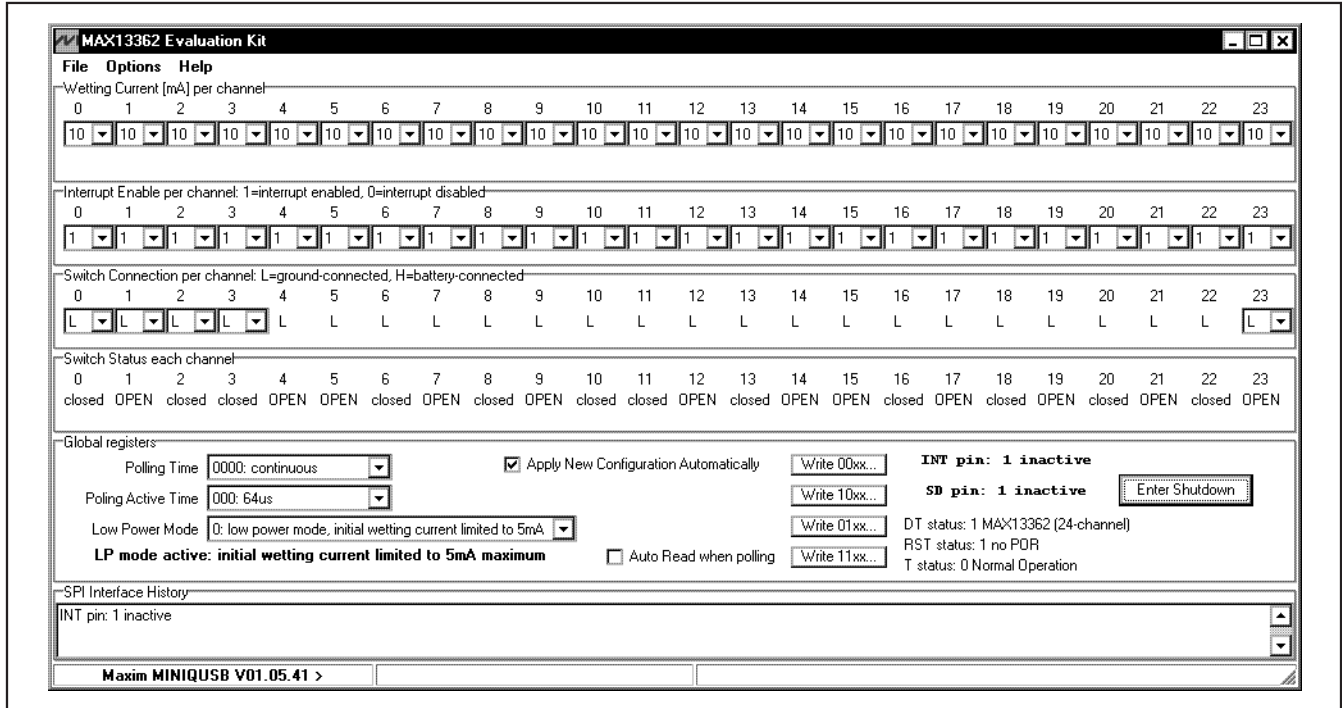 MAX13362 Evaluation Kit
File Options Help
Wetting Current [mA] per channel
0 1 2 3 4 5 6 7 8 9 10 11 12 13 14 15 16 17 18 19 20 21 22 23
10 10 10 10 10 10 10 10 10 10 10 10 10 10 10 10 10 10 10 10 10 10 10 10
Interrupt Enable per channel: 1=interrupt enabled, 0=interrupt disabled
0 1 2 3 4 5 6 7 8 9 10 11 12 13 14 15 16 17 18 19 20 21 22 23
1 1 1 1 1 1 1 1 1 1 1 1 1 1 1 1 1 1 1 1 1 1 1 1
Switch Connection per channel: L=ground-connected, H=battery-connected
0 1 2 3 4 5 6 7 8 9 10 11 12 13 14 15 16 17 18 19 20 21 22 23
L L L L L L L L L L L L L L L L L L L L L L L L
Switch Status each channel
0 1 2 3 4 5 6 7 8 9 10 11 12 13 14 15 16 17 18 19 20 21 22 23
closed OPEN closed closed OPEN OPEN closed OPEN closed OPEN closed OPEN OPEN closed OPEN OPEN closed OPEN closed OPEN closed OPEN closed OPEN
Global registers
Polling Time 0000: continuous Apply New Configuration Automatically Write 00xx... INT pin: 1 inactive
Poling Active Time 000: 64us Write 10xx... SD pin: 1 inactive Enter Shutdown
Low Power Mode 0: low power mode, initial wetting current limited to 5mA Write 01xx... DT status: 1 MAX13362 (24-channel)
RST status: 1 no POR
LP mode active: initial wetting current limited to 5mA maximum Auto Read when polling Write 11xx...
T status: 0 Normal Operation
SPI Interface History
INT pin: 1 inactive
Maxim MINIQUSB V01.05.41 >